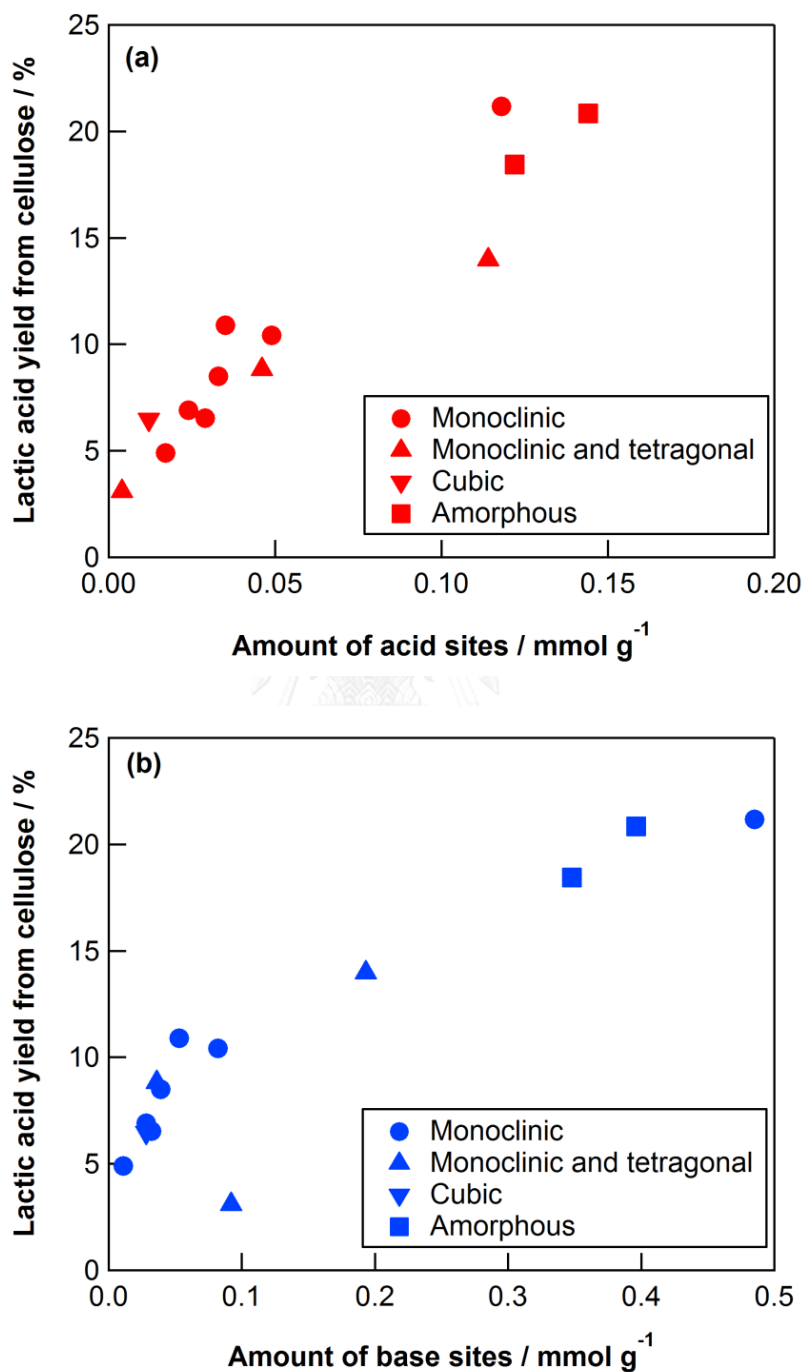 25
(a)
20
15
10
5
0
Lactic acid yield from cellulose / %
Monoclinic
Monoclinic and tetragonal
Cubic
Amorphous
0.00 0.05 0.10 0.15 0.20
Amount of acid sites / mmol g⁻¹
25
(b)
20
15
10
5
0
Lactic acid yield from cellulose / %
Monoclinic
Monoclinic and tetragonal
Cubic
Amorphous
0.0 0.1 0.2 0.3 0.4 0.5
Amount of base sites / mmol g⁻¹